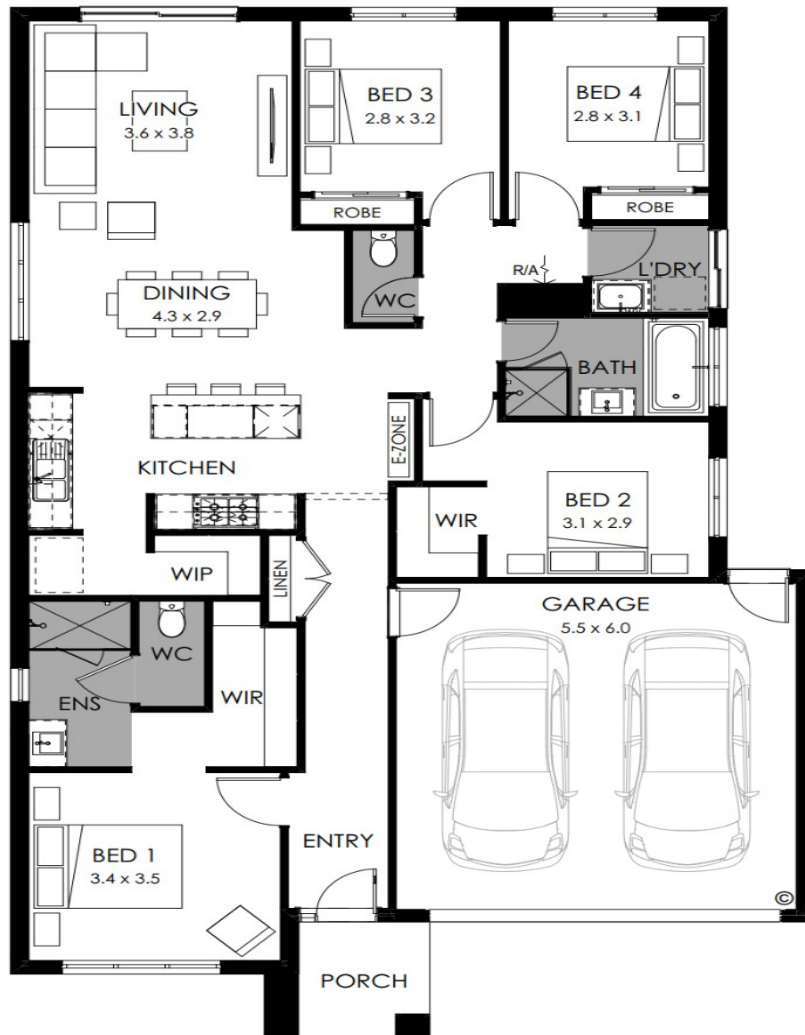 LIVING
3.6 x 3.8
BED 3
2.8 x 3.2
BED 4
2.8 x 3.1
ROBE
ROBE
R/A
L'DRY
WC
DINING
4.3 x 2.9
BATH
E-ZONE
KITCHEN
WIR
BED 2
3.1 x 2.9
WIP
LINEN
GARAGE
5.5 x 6.0
WC
ENS
WIR
BED 1
3.4 x 3.5
ENTRY
©
PORCH